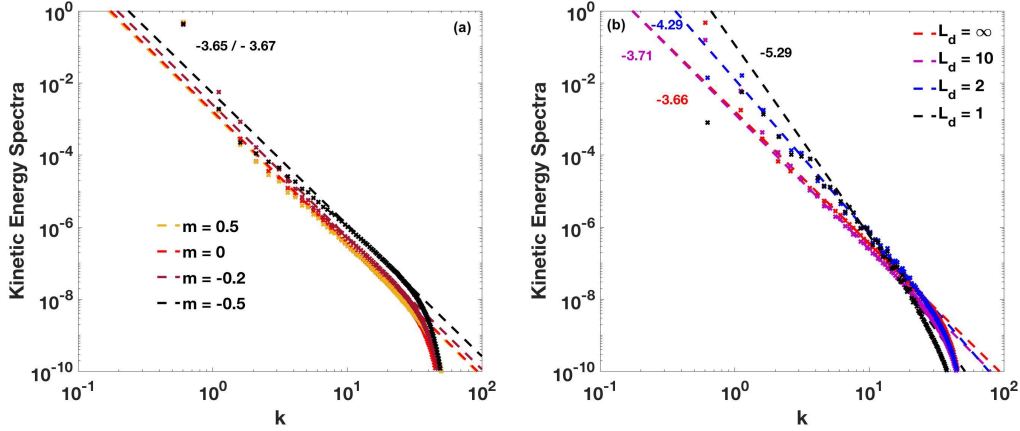 (a)
-3.65 / - 3.67
10^0
10^-2
10^-4
10^-6
10^-8
10^-10
Kinetic Energy Spectra
m = 0.5
m = 0
m = -0.2
m = -0.5
10^-1
10^0
10^1
10^2
k
(b)
-4.29
-3.71
-5.29
-3.66
L_d = ∞
L_d = 10
L_d = 2
L_d = 1
10^0
10^-2
10^-4
10^-6
10^-8
10^-10
Kinetic Energy Spectra
10^-1
10^0
10^1
10^2
k